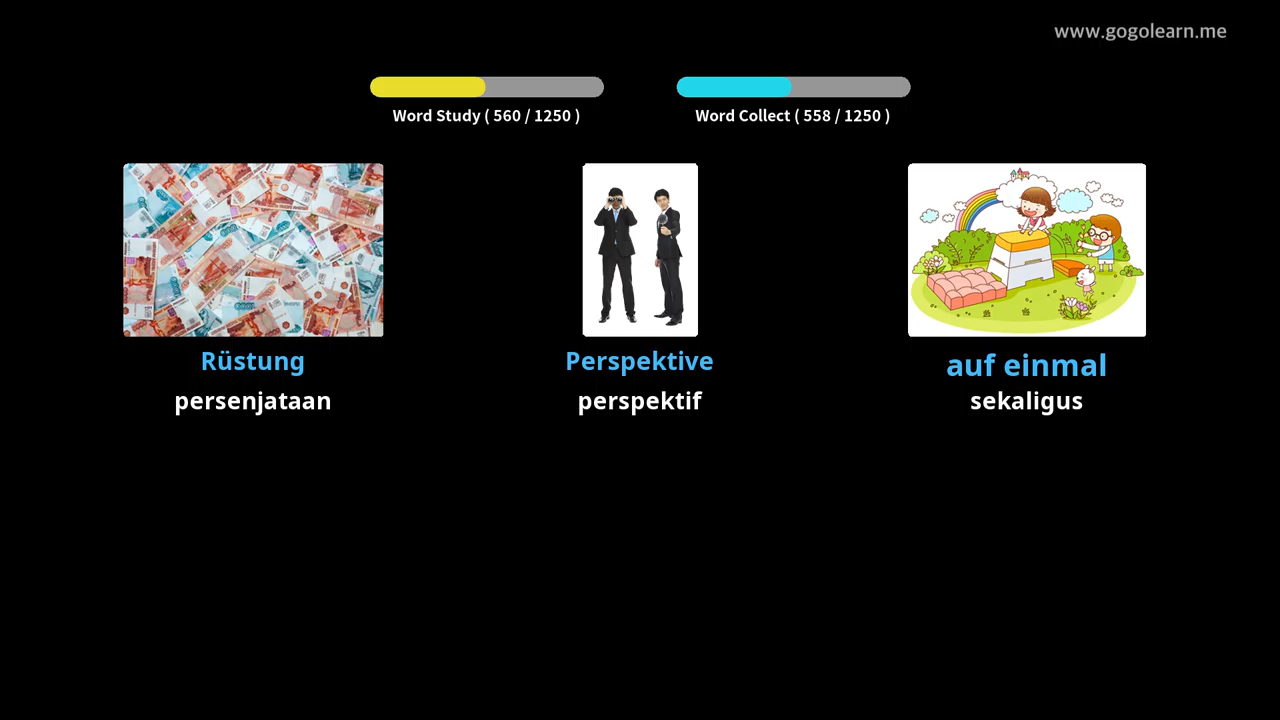 www.gogolearn.me
Word Study ( 560 / 1250 )
Word Collect ( 558 / 1250 )
Rüstung
persenjataan
Perspektive
perspektif
auf einmal
sekaligus